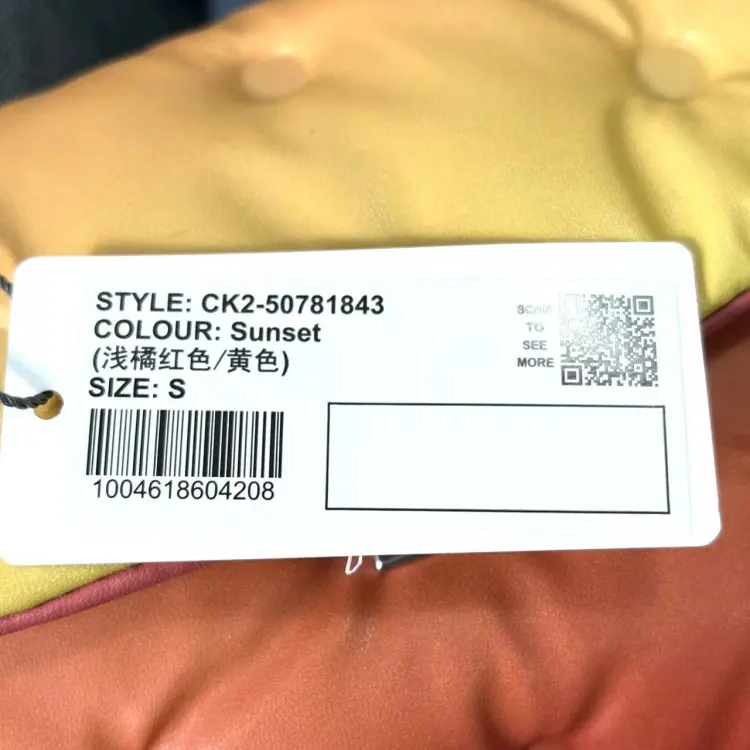 STYLE: CK2-50781843
COLOUR: Sunset
(浅橘红色/黄色)
SIZE: S
1004618604208
SCAN
TO
SEE
MORE